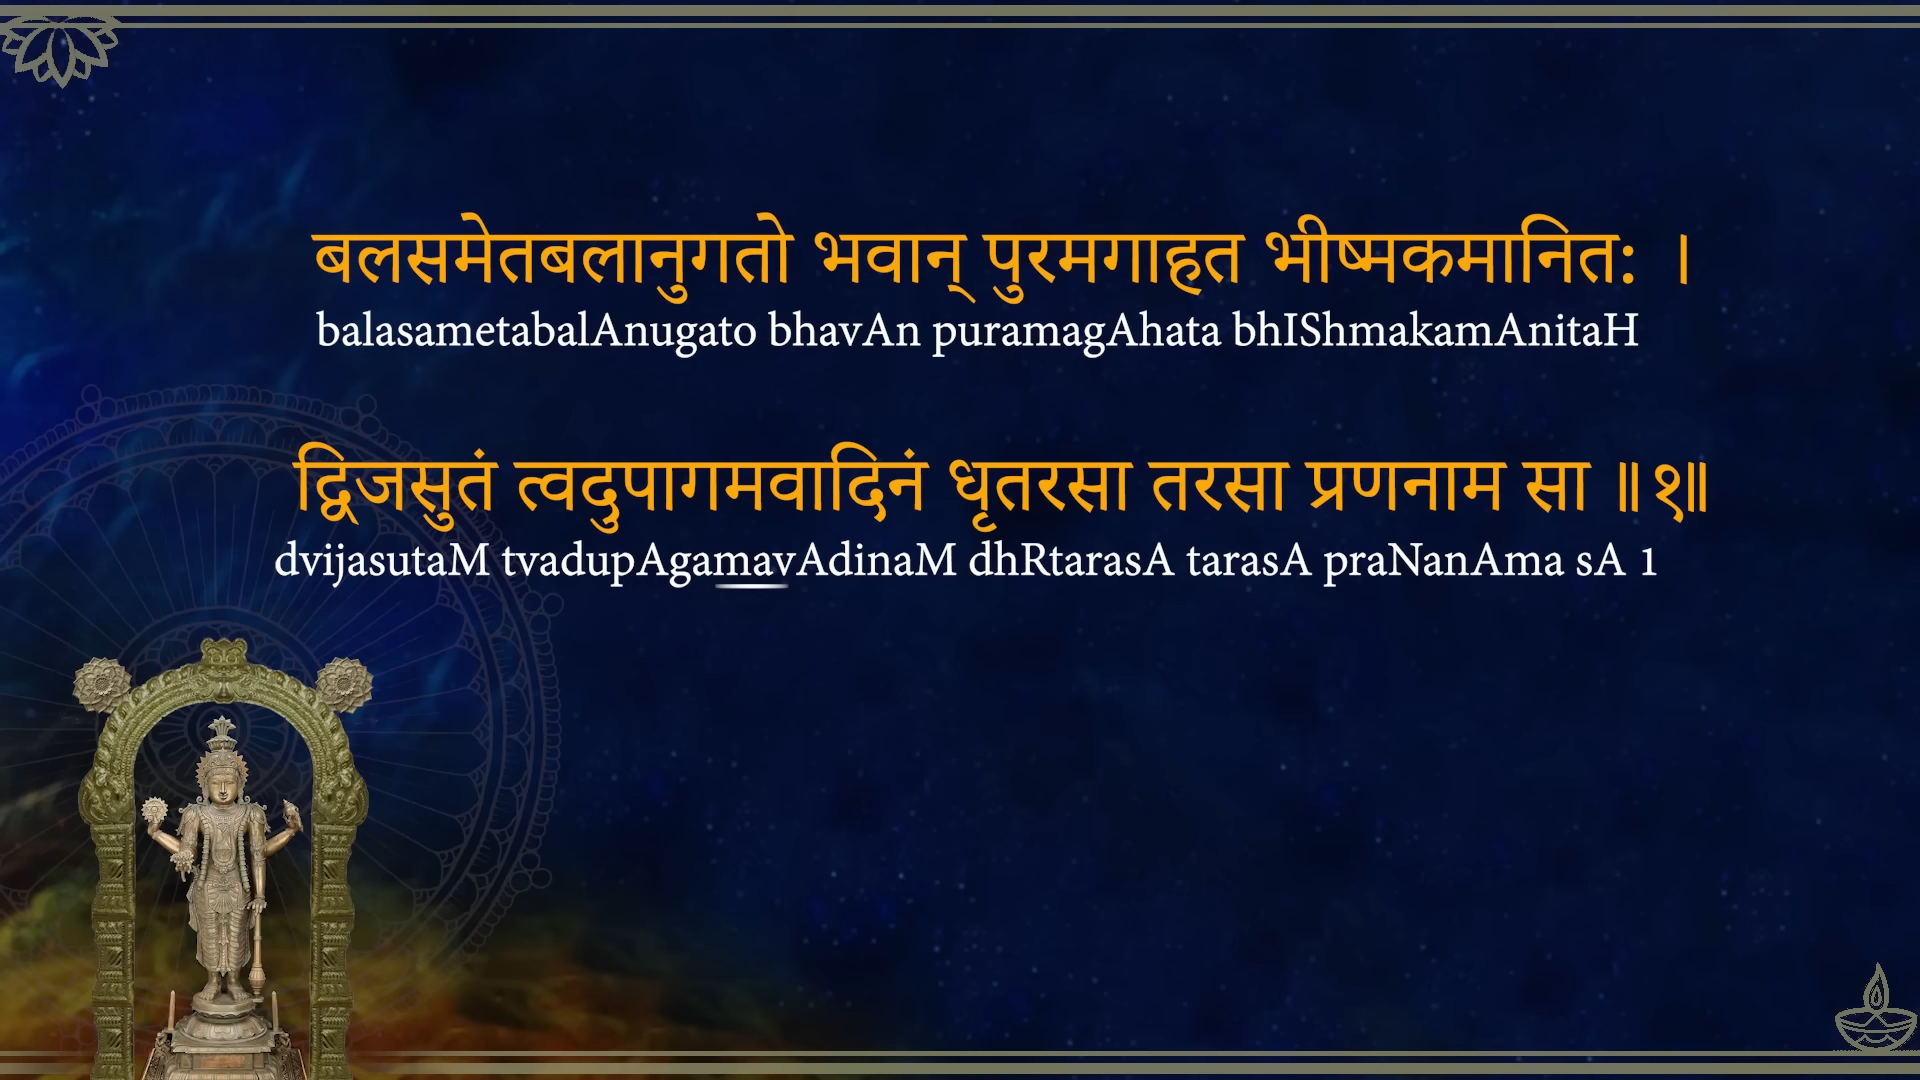 बलसमेतबलानुगतो भवान् पुरमगाहत भीष्मकमानितः ।
balasametabalAnugato bhavAn puramagAhata bhIShmakamAnitaH
द्विजसुतं त्वदुपागमवादिनं धृतरसा तरसा प्रणनाम सा ॥१॥
dvijasutaM tvadupAgamavAdinaM dhRtarasA tarasA praNanAma sA 1